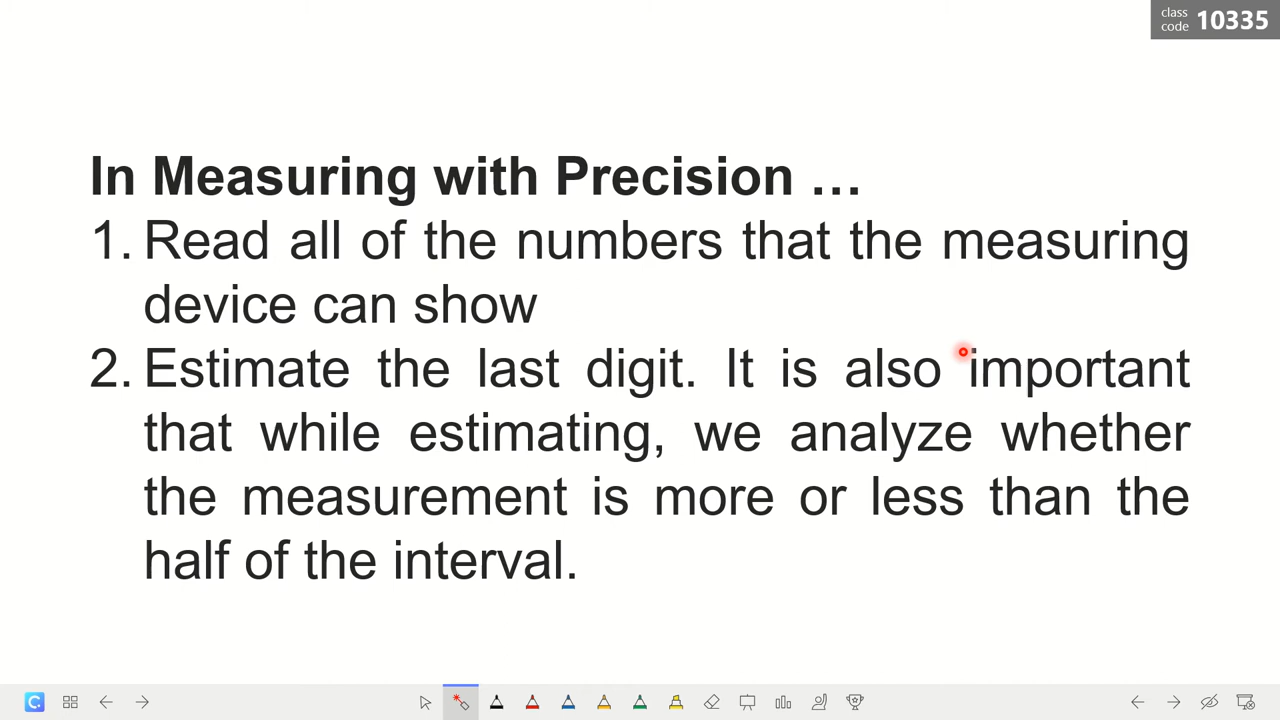 class
code 10335
In Measuring with Precision …
1. Read all of the numbers that the measuring
device can show
2. Estimate the last digit. It is also important
that while estimating, we analyze whether
the measurement is more or less than the
half of the interval.